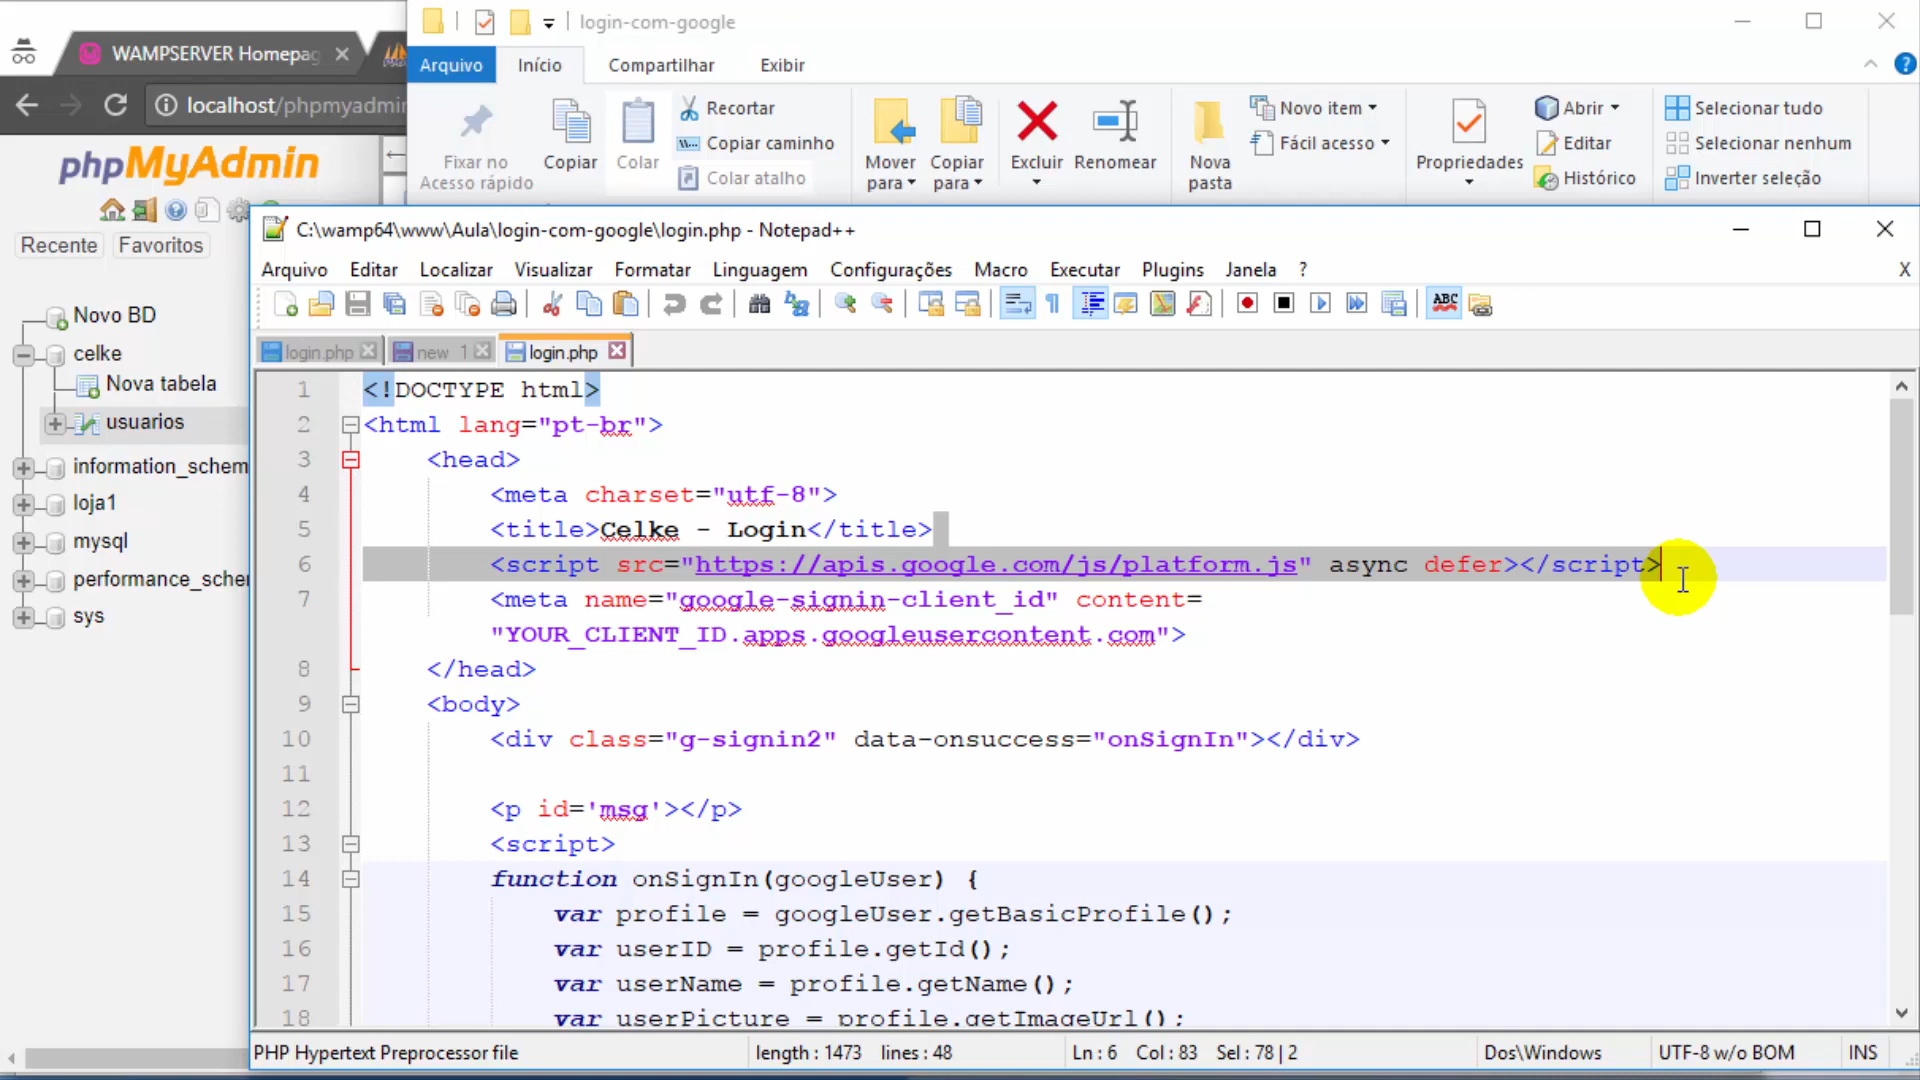 login-com-google
WAMPSERVER Homepag
Arquivo Início Compartilhar Exibir
localhost/phpmyadmin
Fixar no
Acesso rápido
Copiar
Colar
Recortar
Copiar caminho
Colar atalho
Mover
para
Copiar
para
Excluir
Renomear
Nova
pasta
Novo item
Fácil acesso
Propriedades
Abrir
Editar
Histórico
Selecionar tudo
Selecionar nenhum
Inverter seleção
phpMyAdmin
Recente Favoritos
Novo BD
celke
Nova tabela
usuarios
information_schem
loja1
mysql
performance_scher
sys
C:\wamp64\www\Aula\login-com-google\login.php - Notepad++
Arquivo Editar Localizar Visualizar Formatar Linguagem Configurações Macro Executar Plugins Janela ? X
ABC
login.php new 1 login.php
1 <!DOCTYPE html>
2 <html lang="pt-br">
3 <head>
4 <meta charset="utf-8">
5 <title>Celke - Login</title>
6 <script src="https://apis.google.com/js/platform.js" async defer></script>
7 <meta name="google-signin-client_id" content=
"YOUR_CLIENT_ID.apps.googleusercontent.com">
8 </head>
9 <body>
10 <div class="g-signin2" data-onsuccess="onSignIn"></div>
11
12 <p id='msg'></p>
13 <script>
14 function onSignIn(googleUser) {
15 var profile = googleUser.getBasicProfile();
16 var userID = profile.getId();
17 var userName = profile.getName();
18 var userPicture = profile.getImageUrl();
PHP Hypertext Preprocessor file length : 1473 lines : 48 Ln : 6 Col : 83 Sel : 78 | 2 Dos\Windows UTF-8 w/o BOM INS